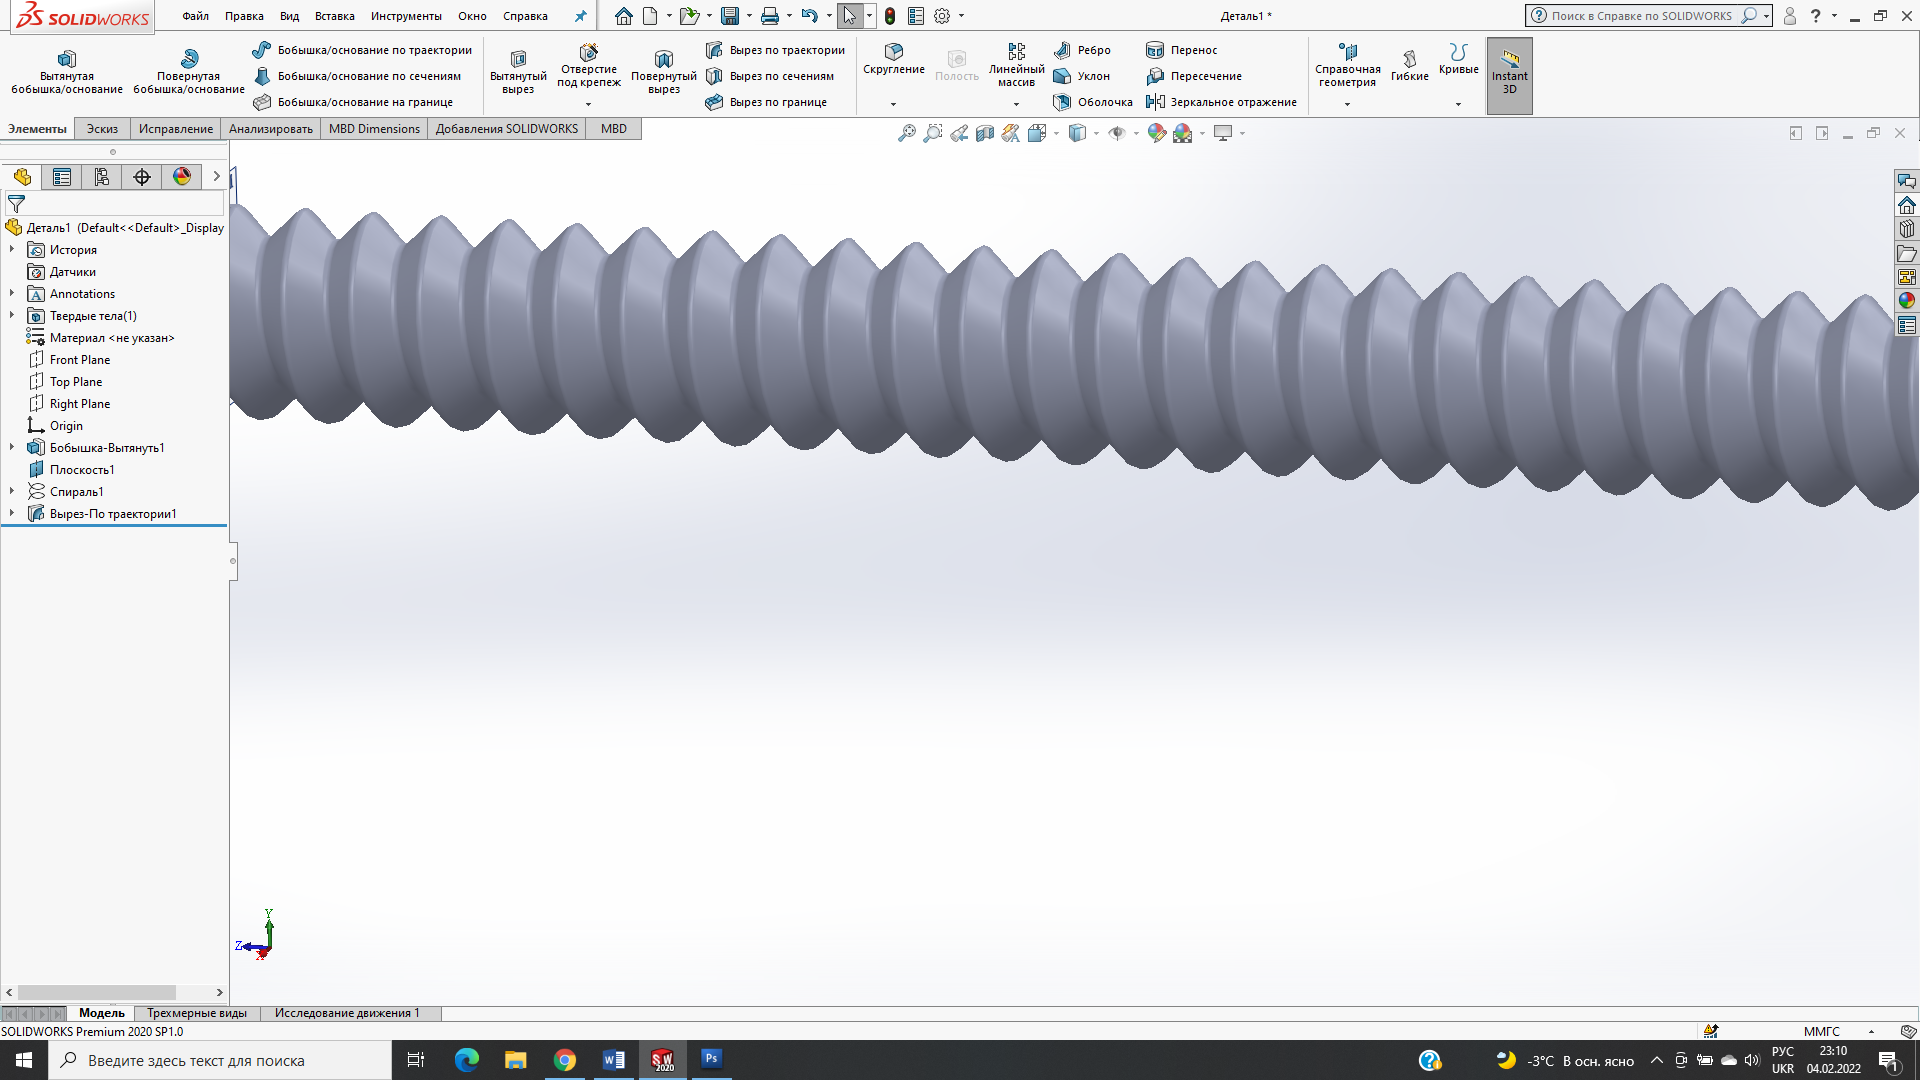 SOLIDWORKS
Файл Правка Вид Вставка Инструменты Окно Справка
Деталь1 *
Поиск в Справке по SOLIDWORKS
Вытянутая
бобышка/основание
Повернутая
бобышка/основание
Бобышка/основание по траектории
Бобышка/основание по сечениям
Бобышка/основание на границе
Вытянутый
вырез
Отверстие
под крепеж
Повернутый
вырез
Вырез по траектории
Вырез по сечениям
Вырез по границе
Скругление
Полость
Линейный
массив
Ребро
Уклон
Оболочка
Перенос
Пересечение
Зеркальное отражение
Справочная
геометрия
Гибкие
Кривые
Instant
3D
Элементы Эскиз Исправление Анализировать MBD Dimensions Добавления SOLIDWORKS MBD
Деталь1 (Default<<Default>_Display
История
Датчики
Annotations
Твердые тела(1)
Материал <не указан>
Front Plane
Top Plane
Right Plane
Origin
Бобышка-Вытянуть1
Плоскость1
Спираль1
Вырез-По траектории1
Y
Z
X
Модель Трехмерные виды Исследование движения 1
SOLIDWORKS Premium 2020 SP1.0
ММГС
Введите здесь текст для поиска
SW
2020
Ps
-3°C В осн. ясно
РУС
UKR
23:10
04.02.2022
1